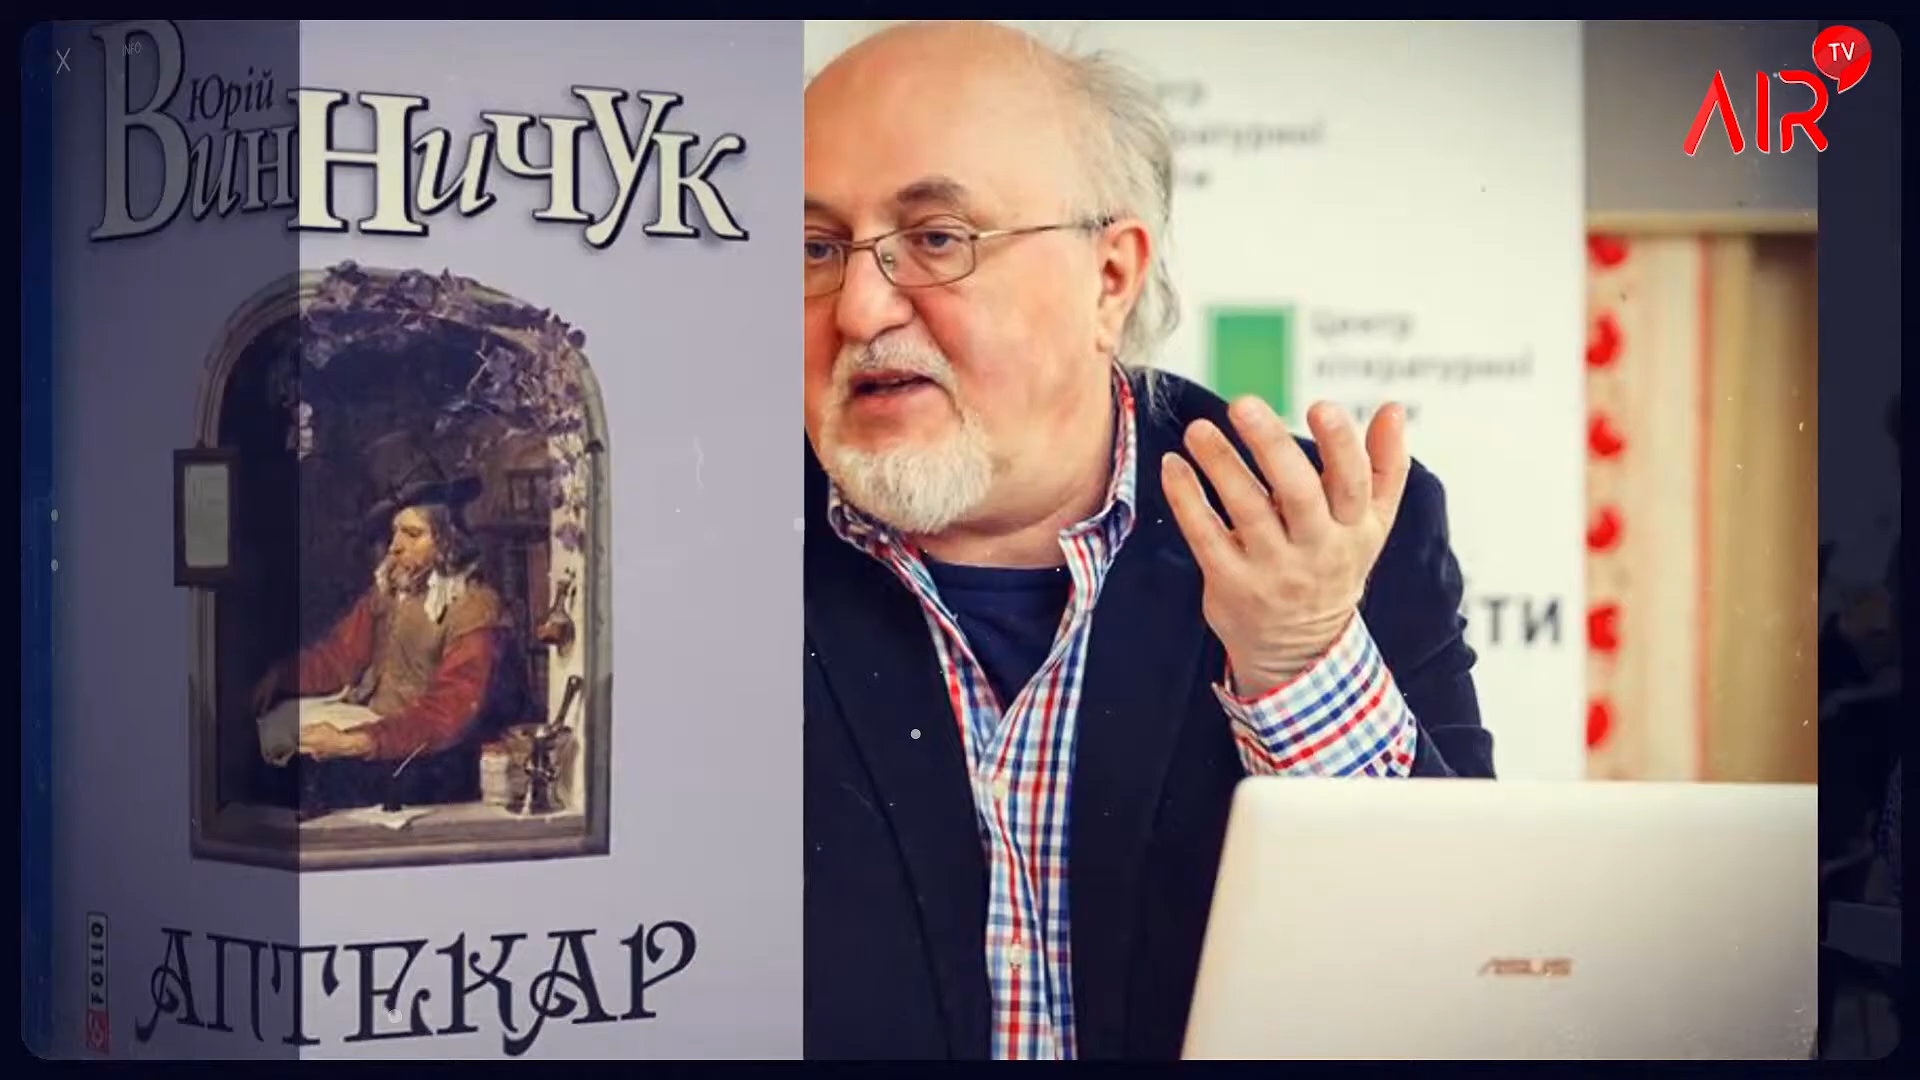 Юрій
Винничук
АПТЕКАР
FOLIO
Центр
літературної
ТИ
ASUS
AIR
TV